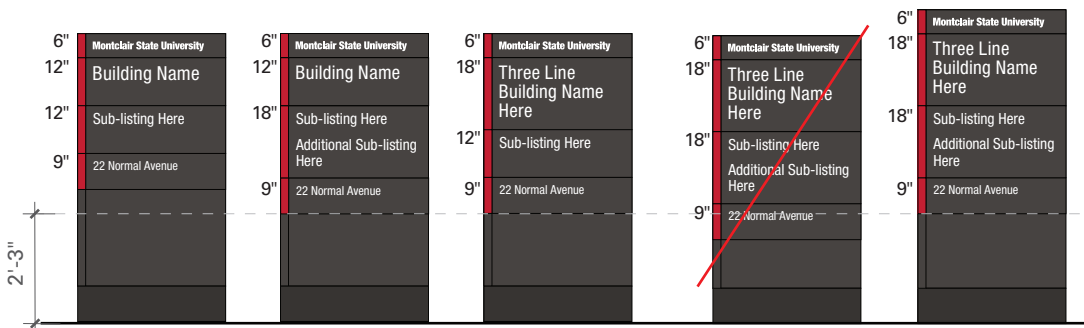 6"
Montclair State University
12"
Building Name
12"
Sub-listing Here
9"
22 Normal Avenue
6"
Montclair State University
12"
Building Name
18"
Sub-listing Here
Additional Sub-listing
Here
9"
22 Normal Avenue
6"
Montclair State University
18"
Three Line
Building Name
Here
12"
Sub-listing Here
9"
22 Normal Avenue
6"
Montclair State University
18"
Three Line
Building Name
Here
18"
Sub-listing Here
Additional Sub-listing
Here
9"
22 Normal Avenue
6"
Montclair State University
18"
Three Line
Building Name
Here
18"
Sub-listing Here
Additional Sub-listing
Here
9"
22 Normal Avenue
2'-3"